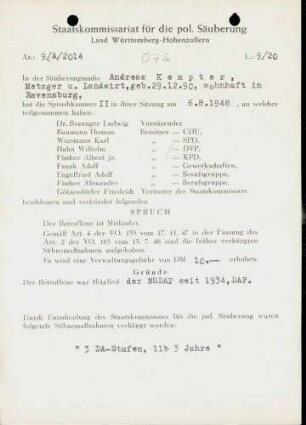 Staatskommissariat für die pol. Säuberung
Land Württemberg-Hohenzollern
Nr.: 9/A/2014
076
L: 9/20
In der Säuberungssache Andreas Kempter,
Metzger u. Landwirt, geb. 29.12.90, wohnhaft in
Ravensburg,
hat die Spruchkammer II in ihrer Sitzung am 6.8.1948, an welcher
teilgenommen haben:
Dr. Beuttner Ludwig Vorsitzender
Baumann Thomas Beisitzer — CDU,
Wizemann Karl „ — SPD,
Hahn Wilhelm „ — DVP,
Fischer Albert jr. „ — KPD,
Frank Adolf „ — Gewerkschaften,
Engelfried Adolf „ — Berufsgruppe,
Fischer Alexander „ — Berufsgruppe,
Götzendörfer Friedrich Vertreter des Staatskommissars
beschlossen und verkündet folgenden
SPRUCH
Der Betroffene ist Mitläufer.
Gemäß Art. 4 der VO. 133 vom 17. 11. 47 in der Fassung des
Art. 2 der VO. 165 vom 13. 7. 48 sind die früher verhängten
Sühnemaßnahmen aufgehoben.
Es wird eine Verwaltungsgebühr von DM 10.— erhoben.
Gründe
Der Betroffene war Mitglied der NSDAP seit 1934, DAF.
Durch Entscheidung des Staatskommissars für die pol. Säuberung waren
folgende Sühnemaßnahmen verhängt worden:
" 3 DA-Stufen, 11b 3 Jahre "